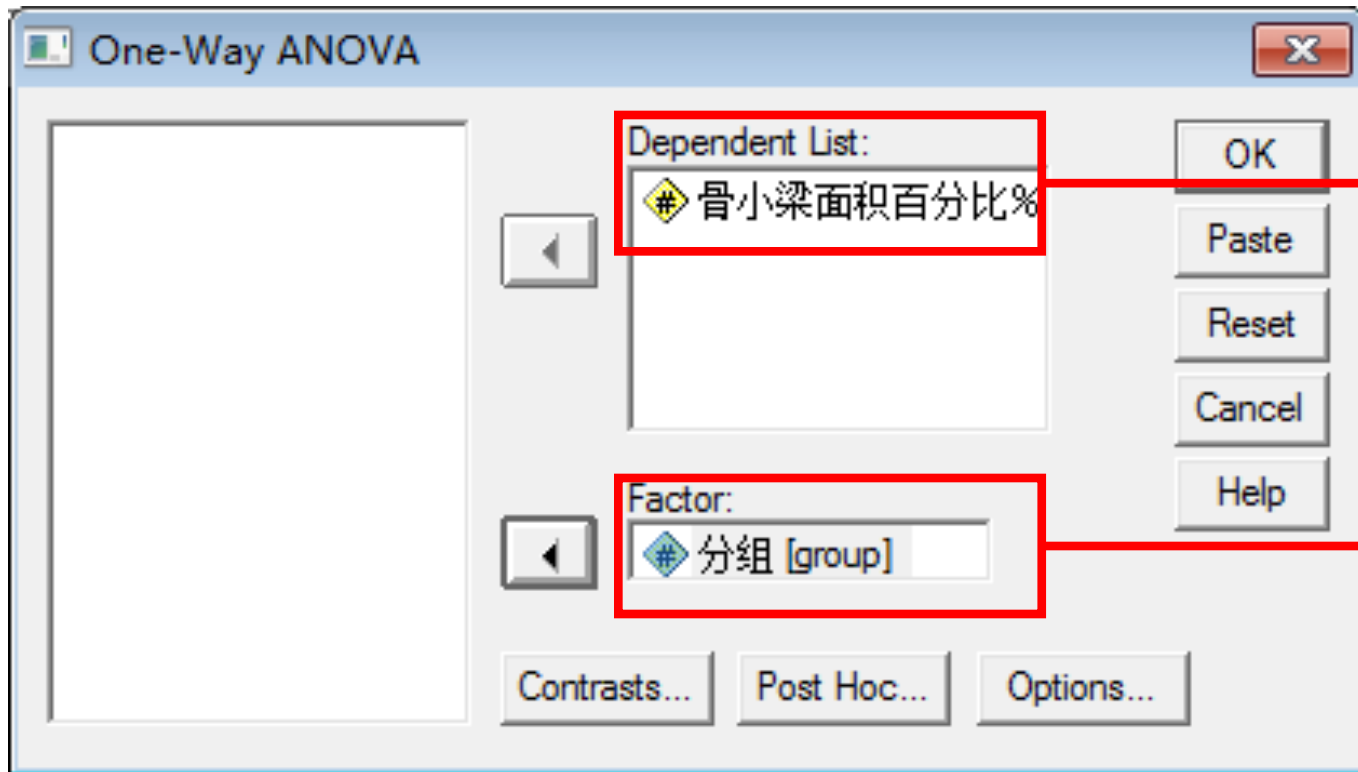 One-Way ANOVA
Dependent List:
骨小梁面积百分比%
OK
Paste
Reset
Cancel
Help
Factor:
分组 [group]
Contrasts...
Post Hoc...
Options...